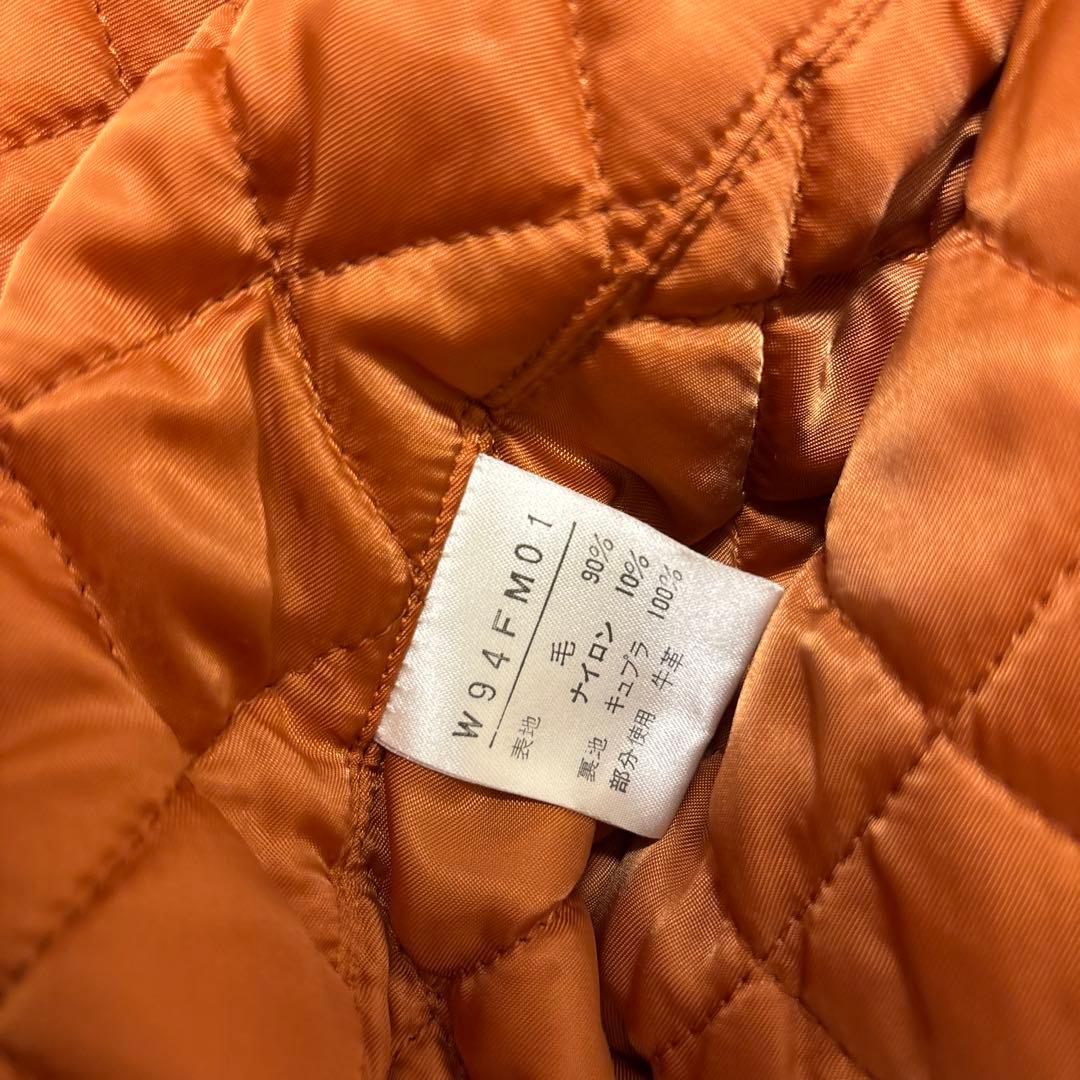 W94FM01
表地 毛 90%
ナイロン 10%
裏地 キュプラ 100%
部分使用 牛革